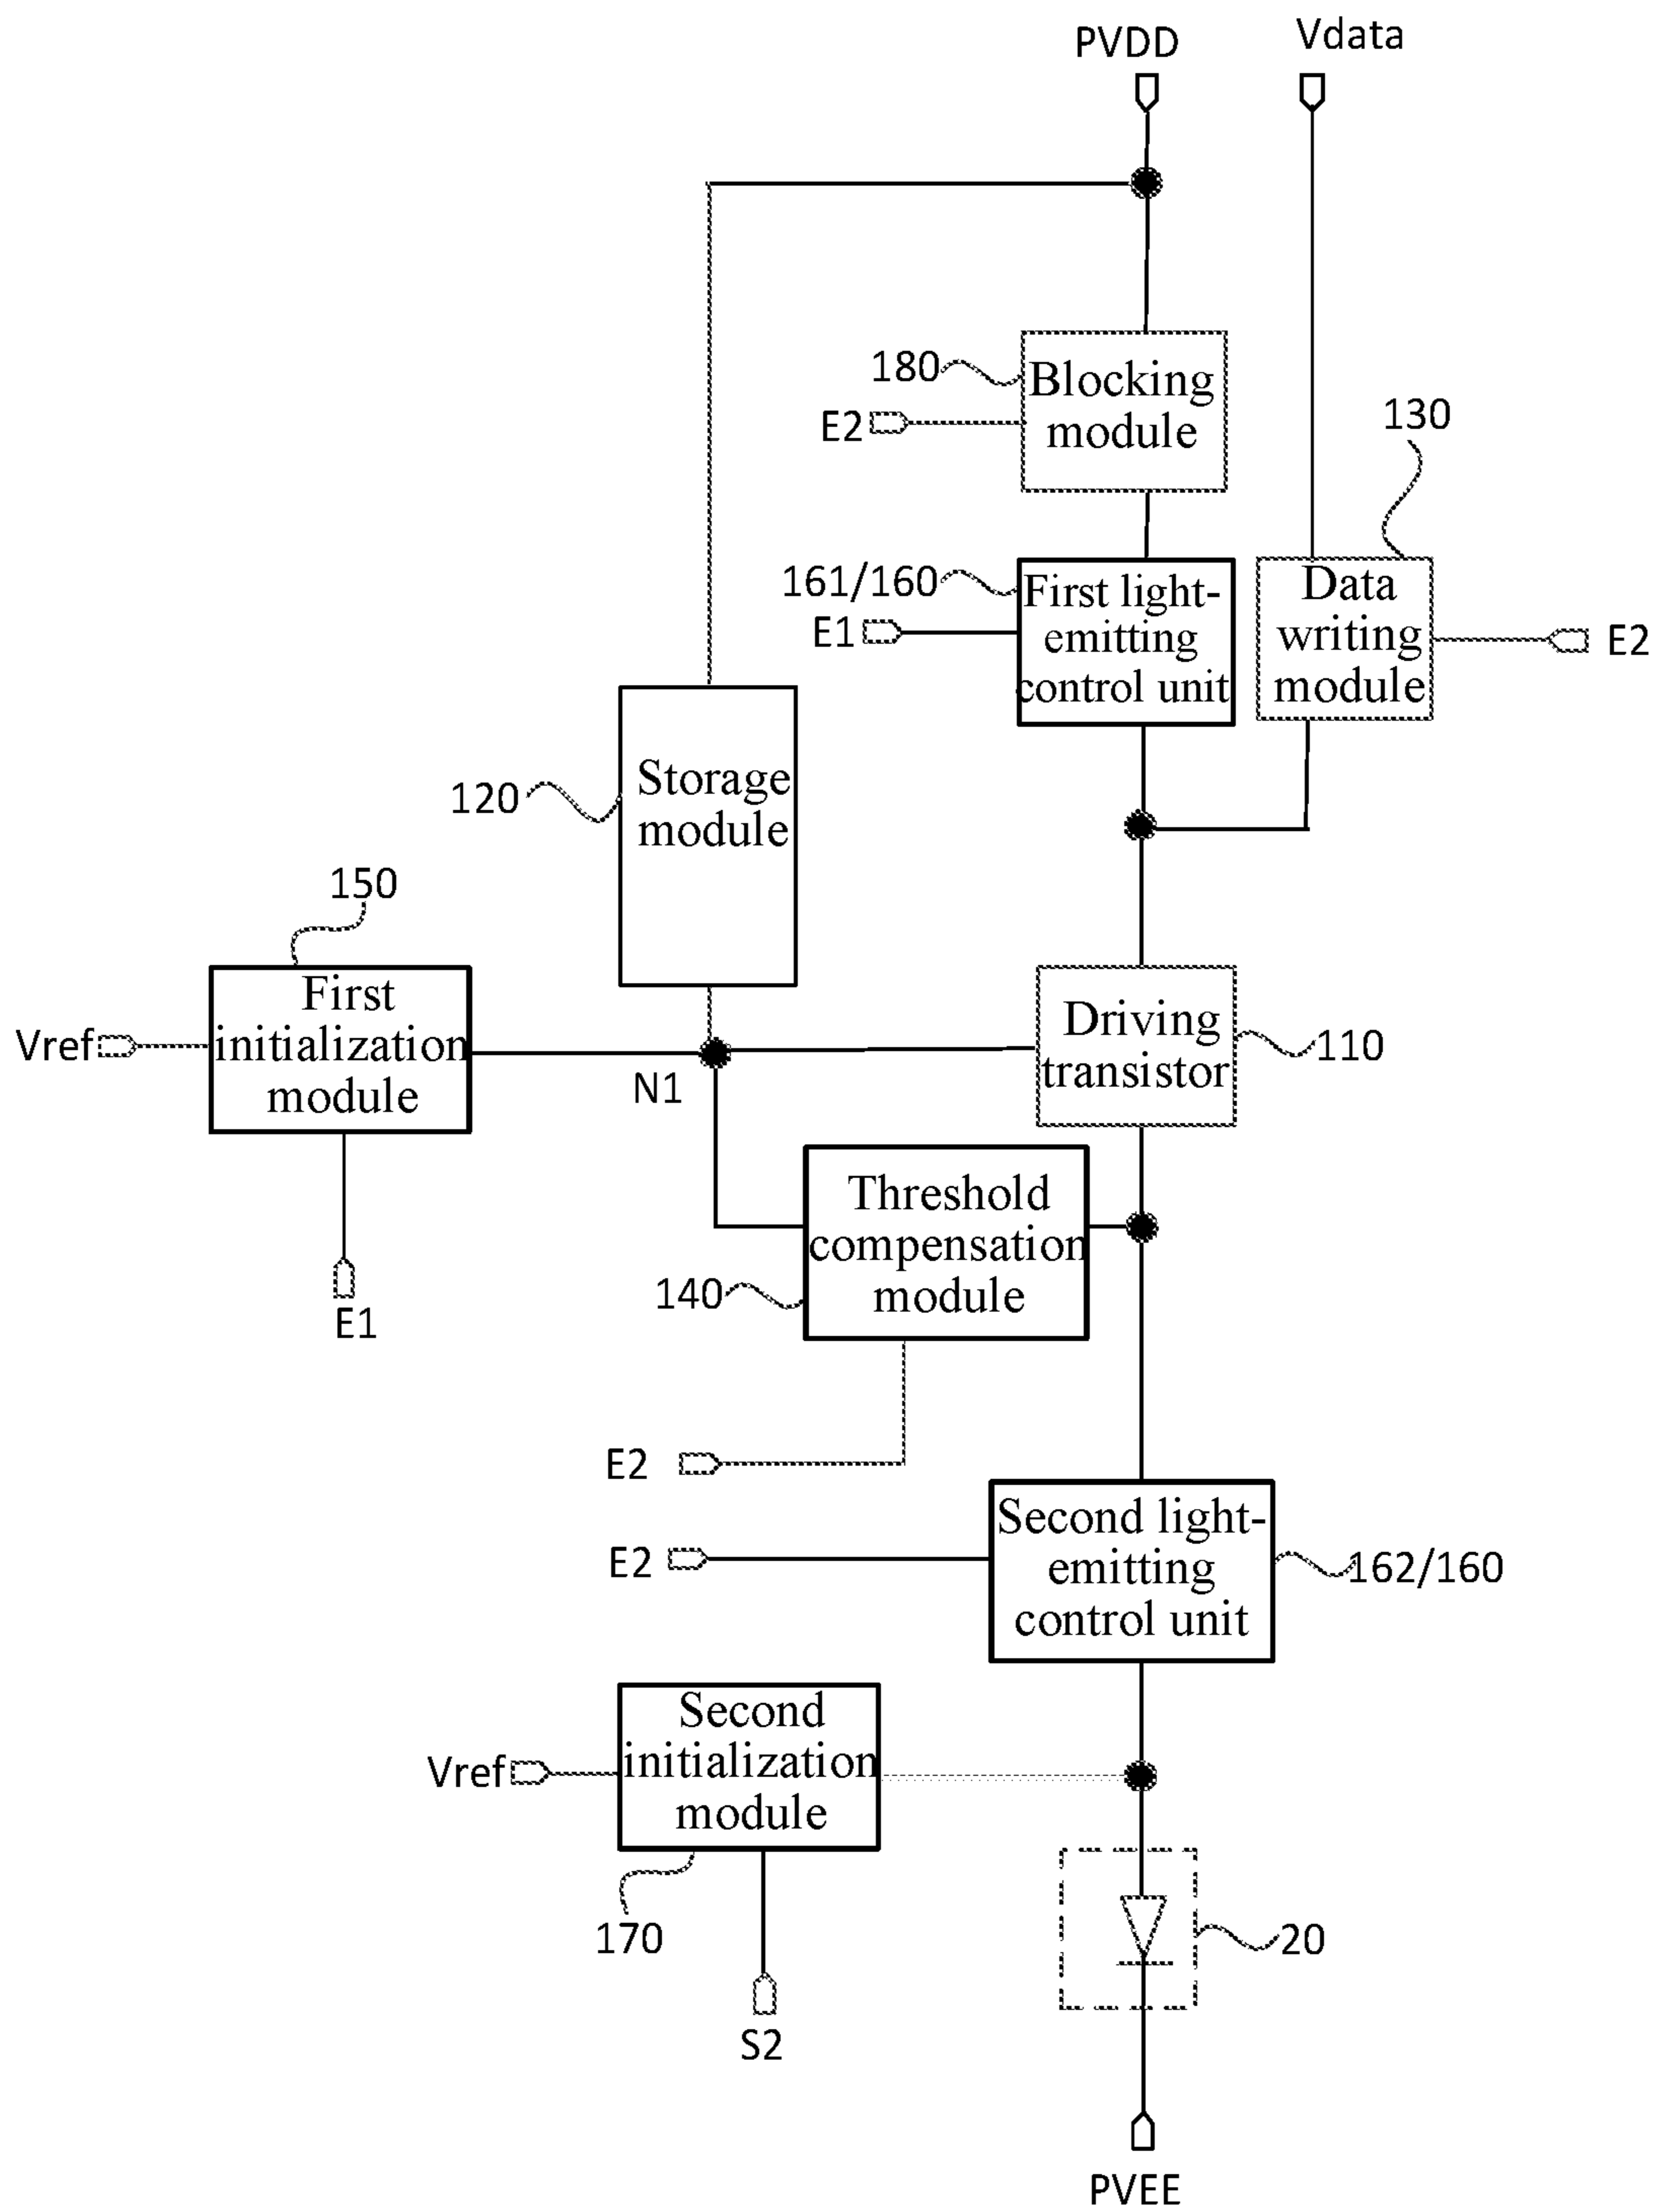 PVDD
Vdata
180
Blocking
module
E2
130
161/160
First light-
emitting
control unit
E1
Data
writing
module
E2
120
Storage
module
150
First
initialization
module
Vref
N1
Driving
transistor
110
E1
Threshold
compensation
module
140
E2
E2
Second light-
emitting
control unit
162/160
Second
initialization
module
Vref
170
20
S2
PVEE